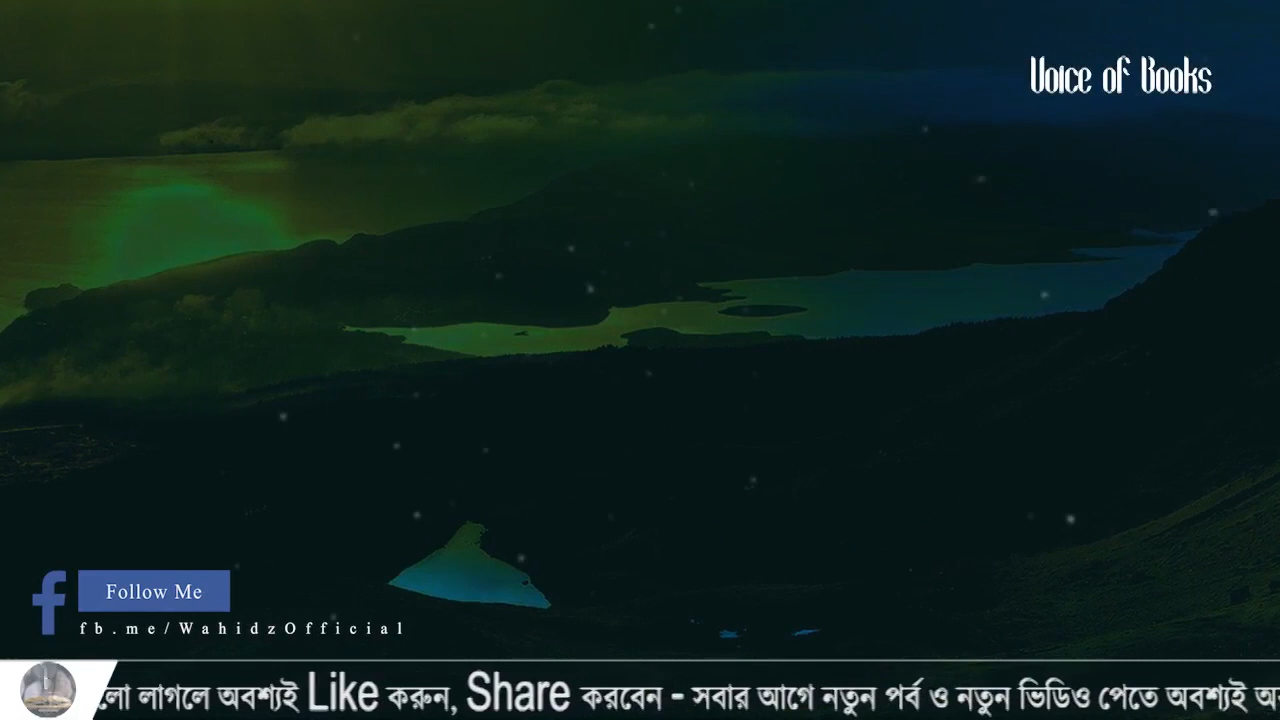 Voice of Books
Follow Me
fb.me/WahidzOfficial
লাগলে অবশ্যই Like করুন, Share করবেন - সবার আগে নতুন পর্ব ও নতুন ভিডিও পেতে অবশ্যই